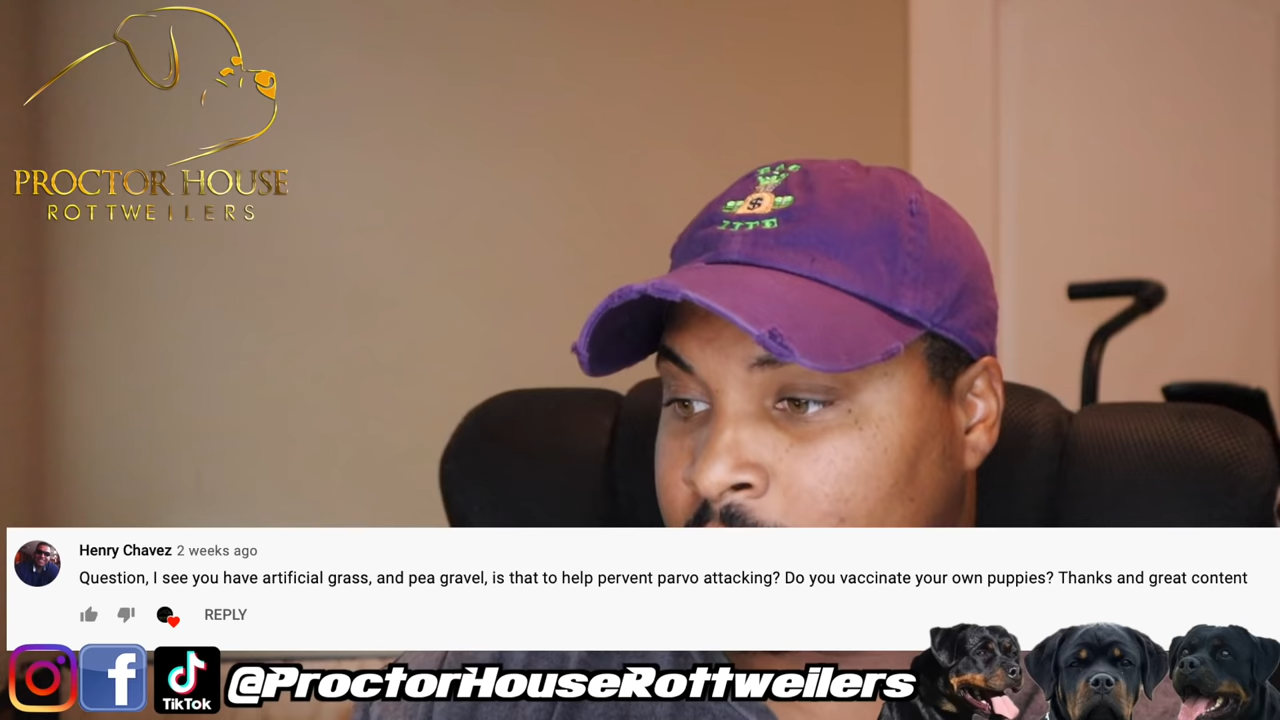 PROCTOR HOUSE
ROTTWEILERS
$
Henry Chavez 2 weeks ago
Question, I see you have artificial grass, and pea gravel, is that to help pervent parvo attacking? Do you vaccinate your own puppies? Thanks and great content
REPLY
TikTok
@ProctorHouseRottweilers